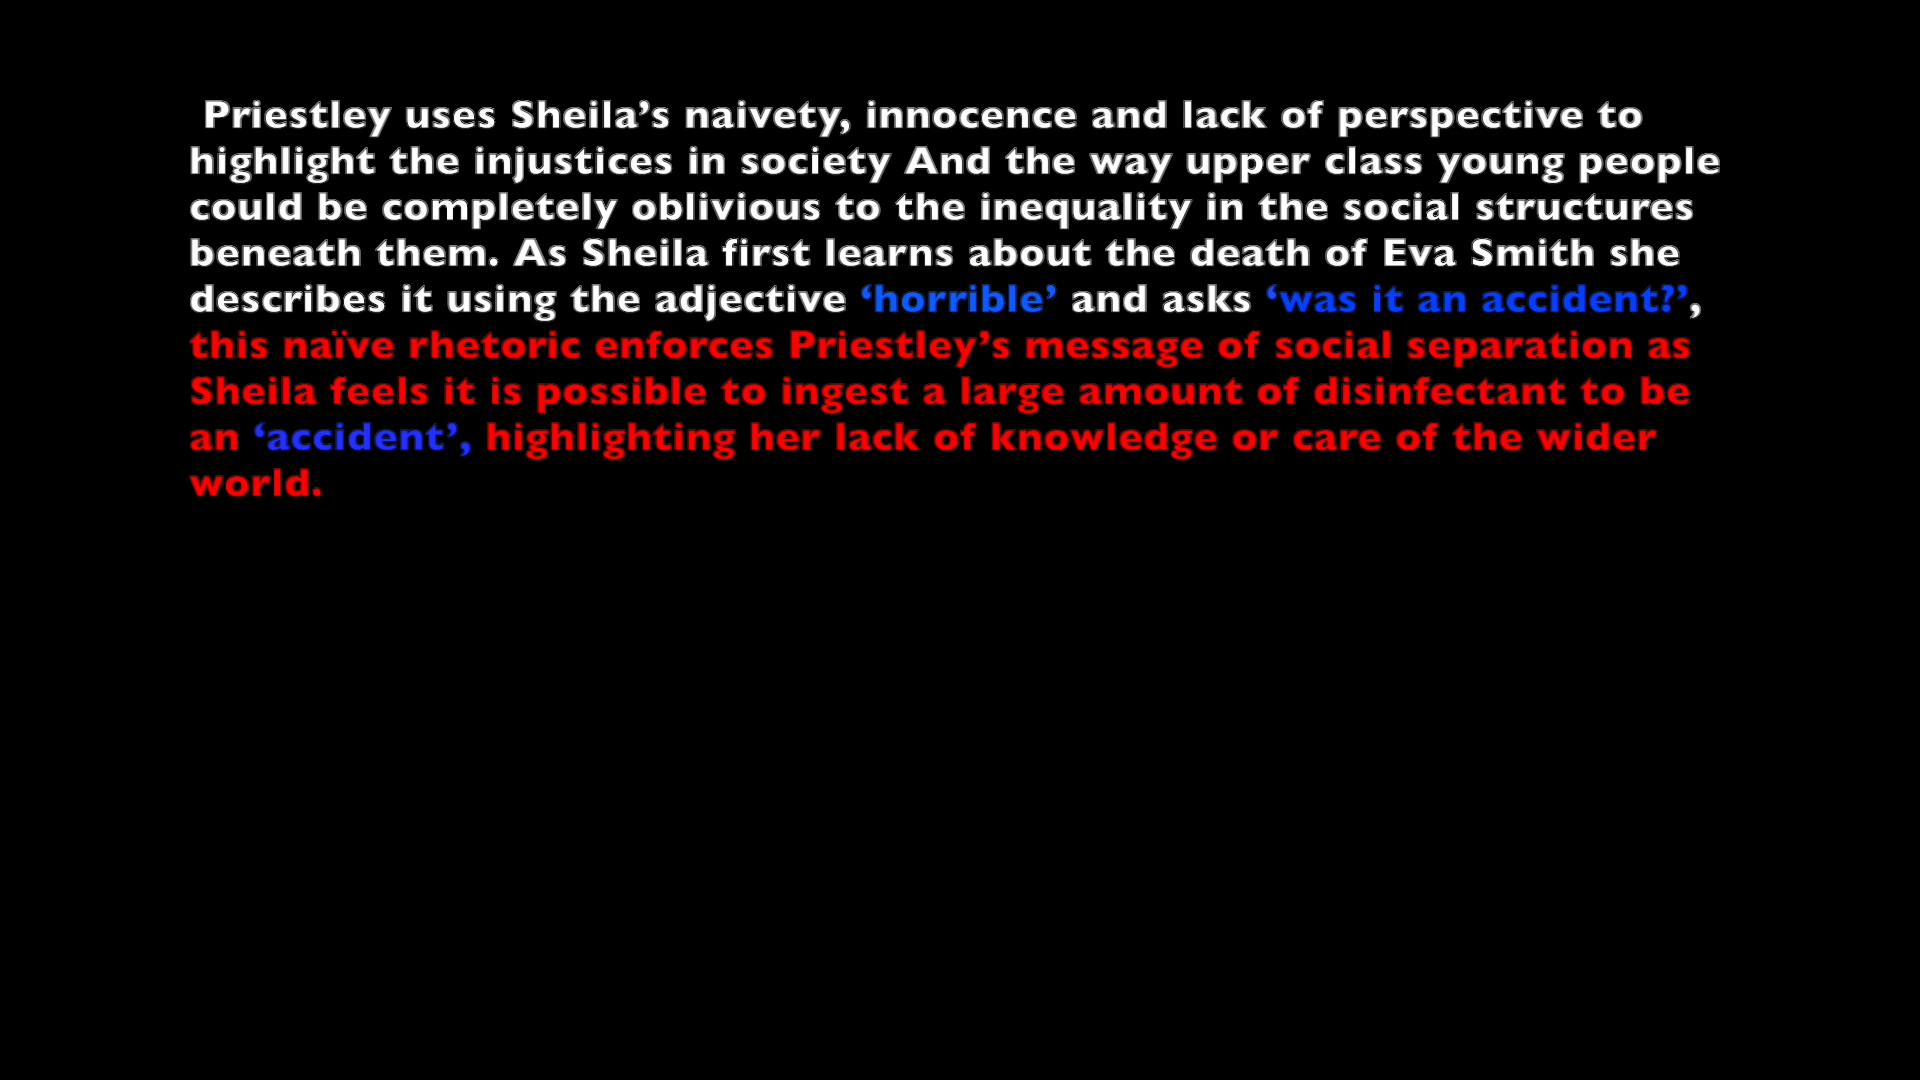 Priestley uses Sheila’s naivety, innocence and lack of perspective to
highlight the injustices in society And the way upper class young people
could be completely oblivious to the inequality in the social structures
beneath them. As Sheila first learns about the death of Eva Smith she
describes it using the adjective ‘horrible’ and asks ‘was it an accident?’,
this naïve rhetoric enforces Priestley’s message of social separation as
Sheila feels it is possible to ingest a large amount of disinfectant to be
an ‘accident’, highlighting her lack of knowledge or care of the wider
world.